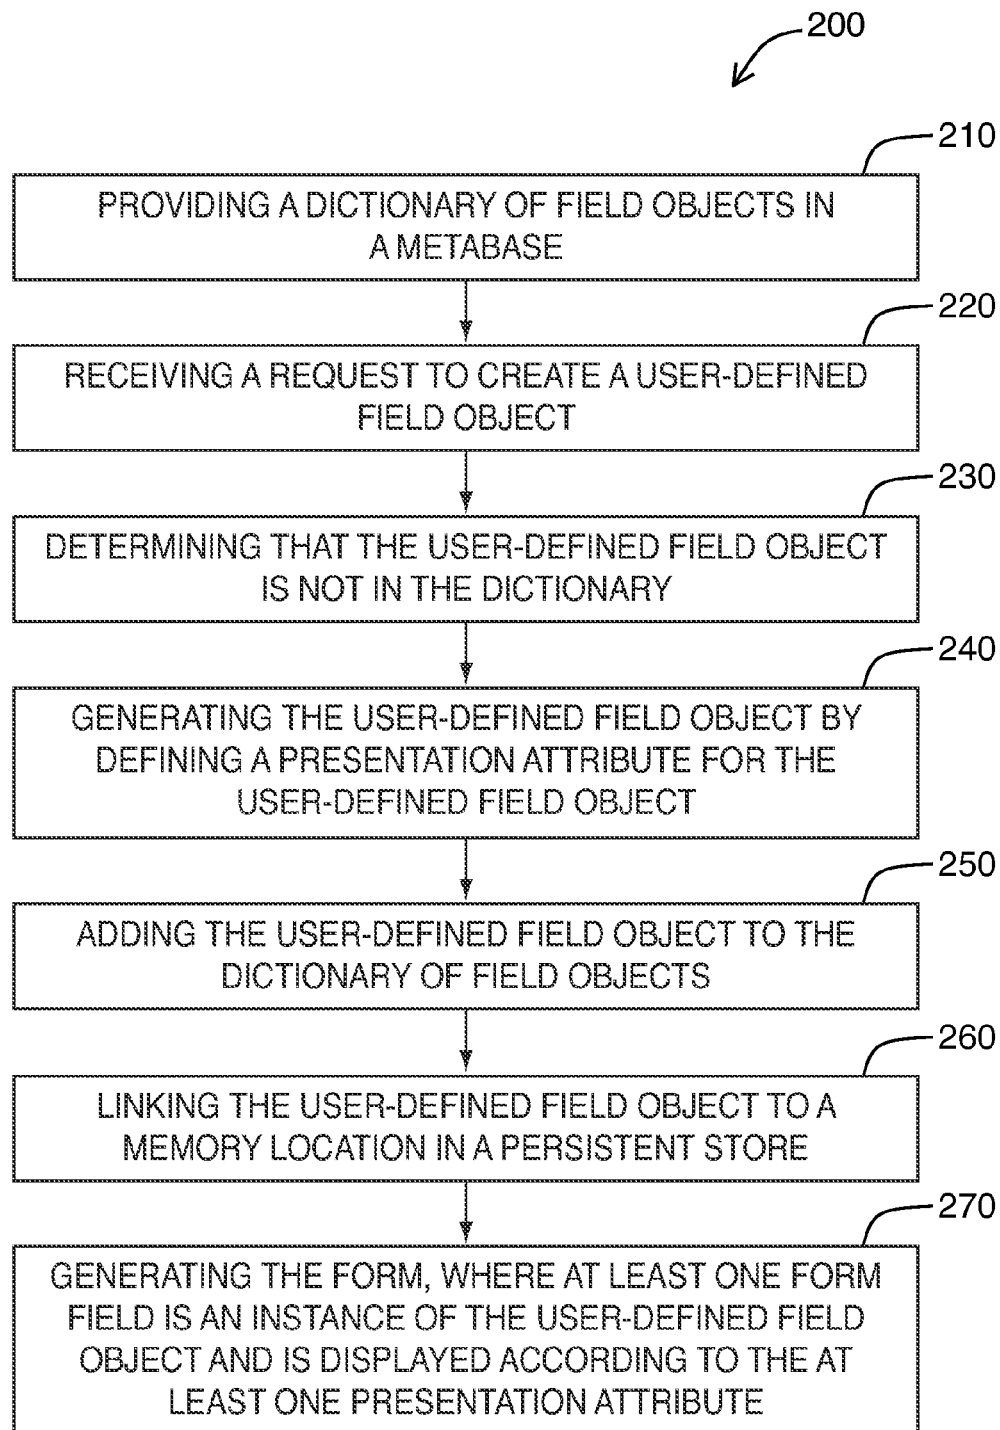 200
210
PROVIDING A DICTIONARY OF FIELD OBJECTS IN
A METABASE
220
RECEIVING A REQUEST TO CREATE A USER-DEFINED
FIELD OBJECT
230
DETERMINING THAT THE USER-DEFINED FIELD OBJECT
IS NOT IN THE DICTIONARY
240
GENERATING THE USER-DEFINED FIELD OBJECT BY
DEFINING A PRESENTATION ATTRIBUTE FOR THE
USER-DEFINED FIELD OBJECT
250
ADDING THE USER-DEFINED FIELD OBJECT TO THE
DICTIONARY OF FIELD OBJECTS
260
LINKING THE USER-DEFINED FIELD OBJECT TO A
MEMORY LOCATION IN A PERSISTENT STORE
270
GENERATING THE FORM, WHERE AT LEAST ONE FORM
FIELD IS AN INSTANCE OF THE USER-DEFINED FIELD
OBJECT AND IS DISPLAYED ACCORDING TO THE AT
LEAST ONE PRESENTATION ATTRIBUTE